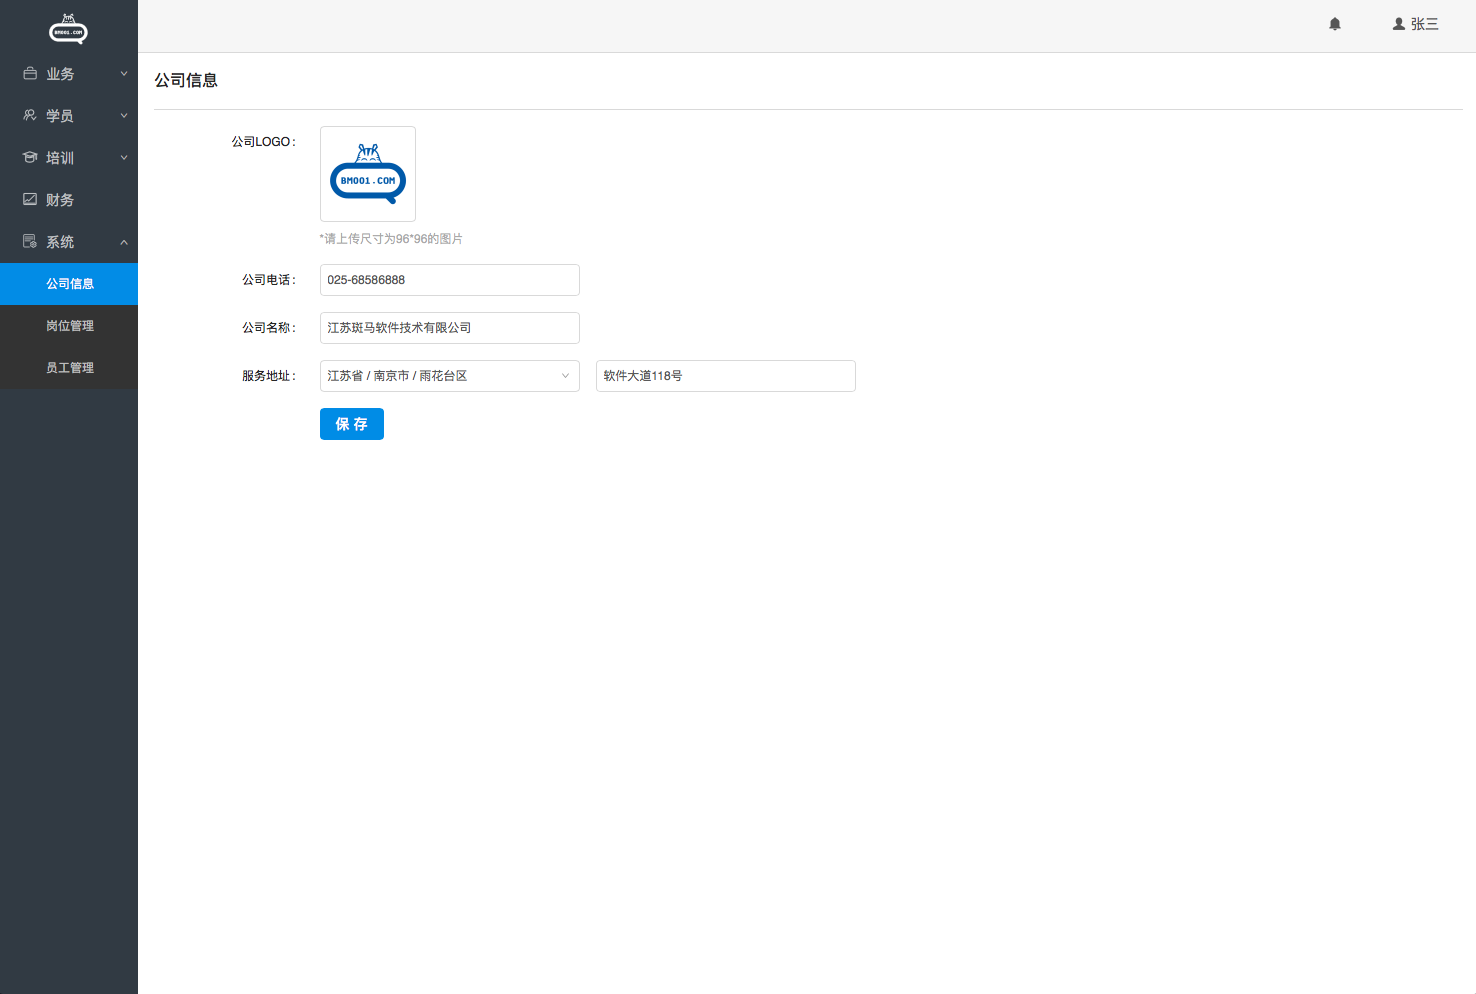 BM001.COM
张三
业务
学员
培训
财务
系统
公司信息
岗位管理
员工管理
公司信息
公司LOGO :
BM001.COM
*请上传尺寸为96*96的图片
公司电话 : 025-68586888
公司名称 : 江苏斑马软件技术有限公司
服务地址 : 江苏省 / 南京市 / 雨花台区 软件大道118号
保 存